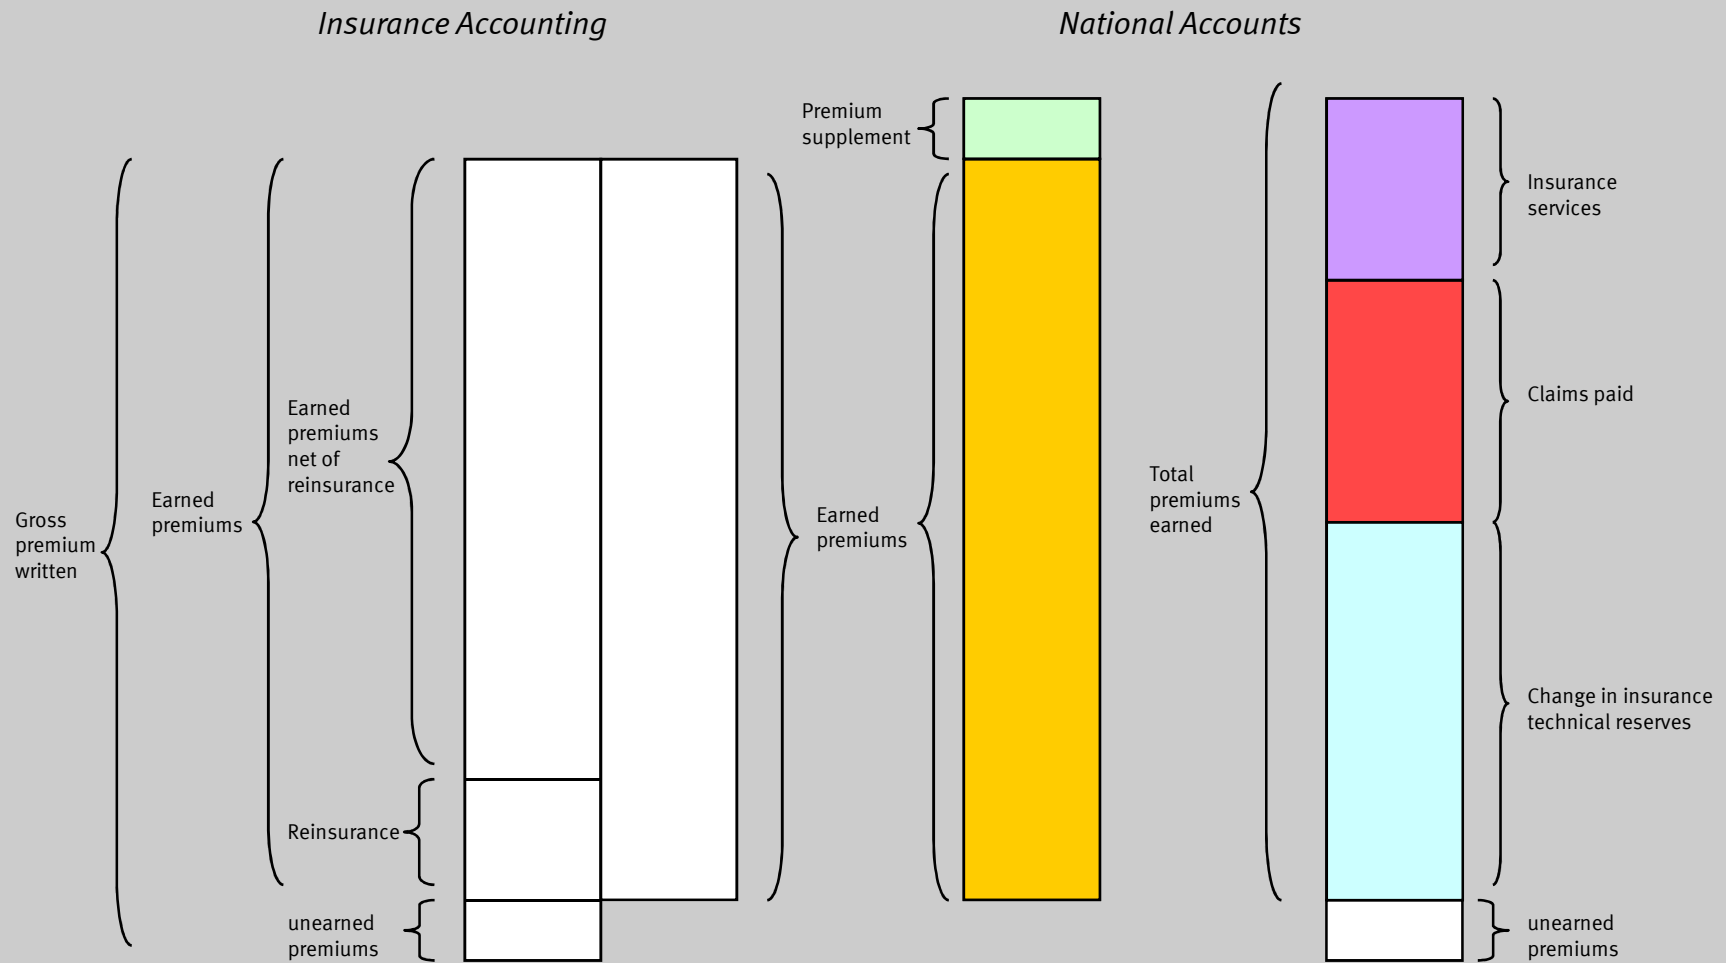 Insurance Accounting
National Accounts
Premium
supplement
Insurance
services
Earned
premiums
net of
reinsurance
Claims paid
Gross
premium
written
Earned
premiums
Earned
premiums
Total
premiums
earned
Change in insurance
technical reserves
Reinsurance
unearned
premiums
unearned
premiums